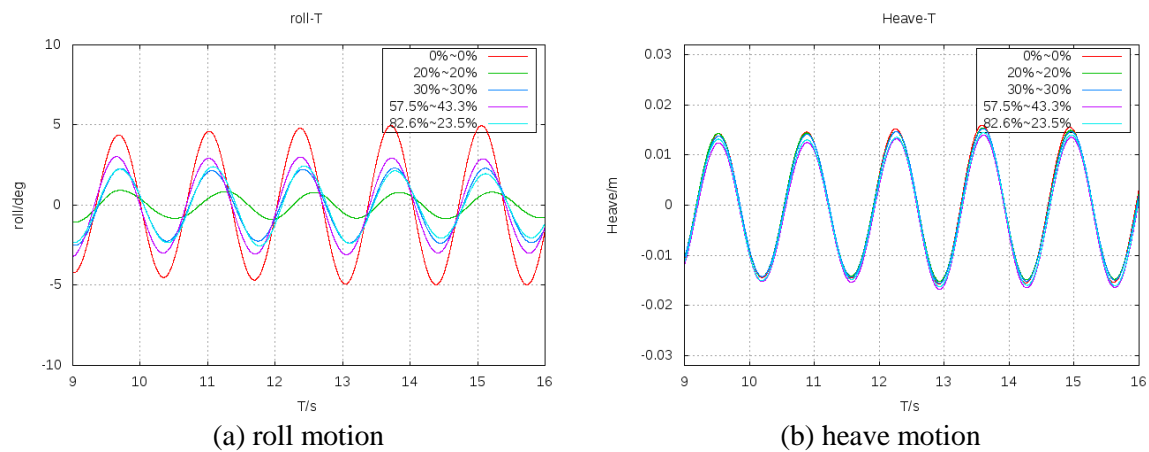 roll-T
10
5
0
-5
-10
roll/deg
0%~0%
20%~20%
30%~30%
57.5%~43.3%
82.6%~23.5%
9 10 11 12 13 14 15 16
T/s
(a) roll motion
Heave-T
0.03
0.02
0.01
0
-0.01
-0.02
-0.03
Heave/m
0%~0%
20%~20%
30%~30%
57.5%~43.3%
82.6%~23.5%
9 10 11 12 13 14 15 16
T/s
(b) heave motion